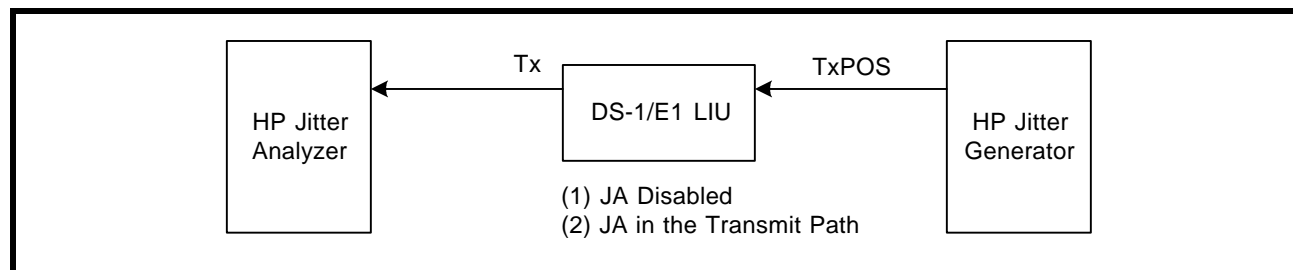 HP Jitter
Analyzer
Tx
DS-1/E1 LIU
TxPOS
HP Jitter
Generator
(1) JA Disabled
(2) JA in the Transmit Path